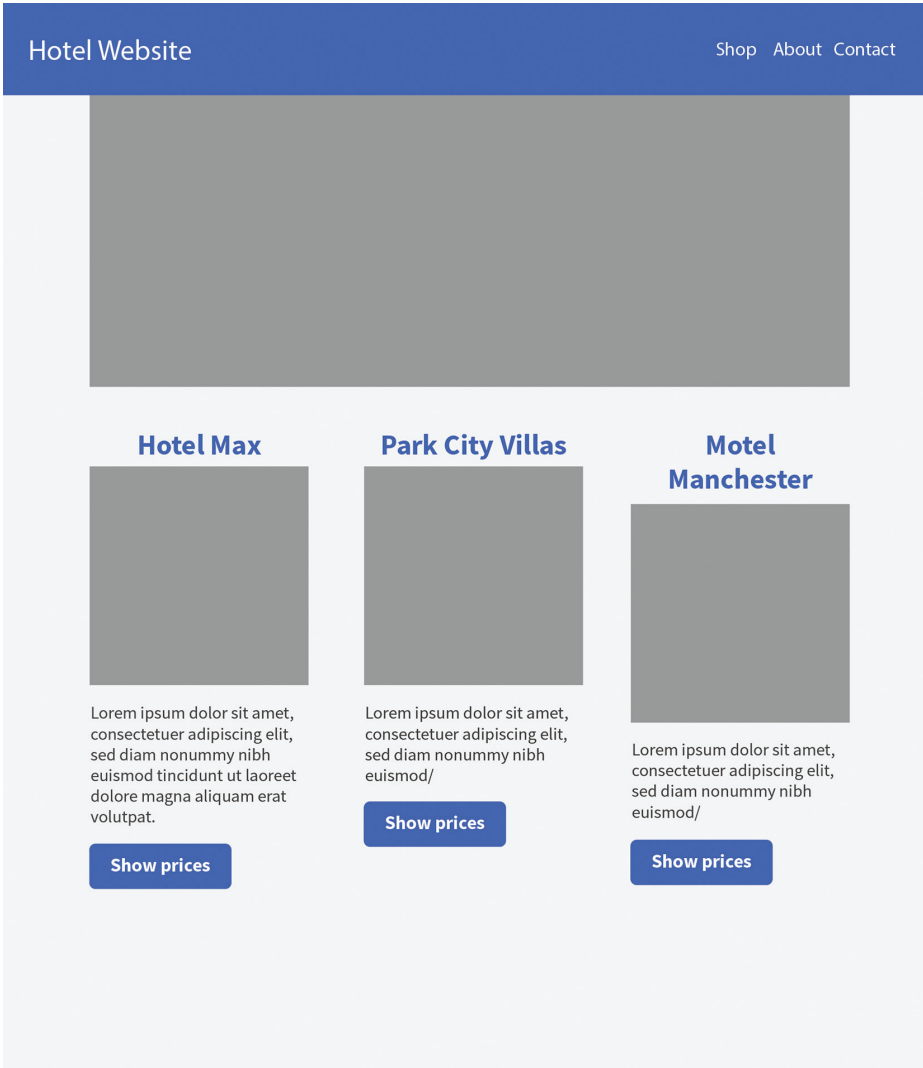 Hotel Website
Shop About Contact
Hotel Max
Park City Villas
Motel
Manchester
Lorem ipsum dolor sit amet,
consectetuer adipiscing elit,
sed diam nonummy nibh
euismod tincidunt ut laoreet
dolore magna aliquam erat
volutpat.
Show prices
Lorem ipsum dolor sit amet,
consectetuer adipiscing elit,
sed diam nonummy nibh
euismod/
Show prices
Lorem ipsum dolor sit amet,
consectetuer adipiscing elit,
sed diam nonummy nibh
euismod/
Show prices